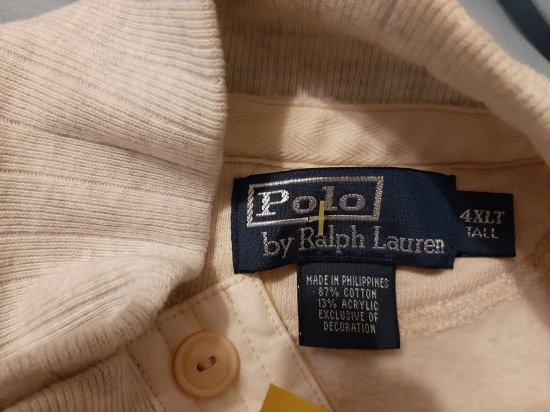 Polo
by Ralph Lauren
4XLT
TALL
MADE IN PHILIPPINES
87% COTTON
13% ACRYLIC
EXCLUSIVE OF
DECORATION